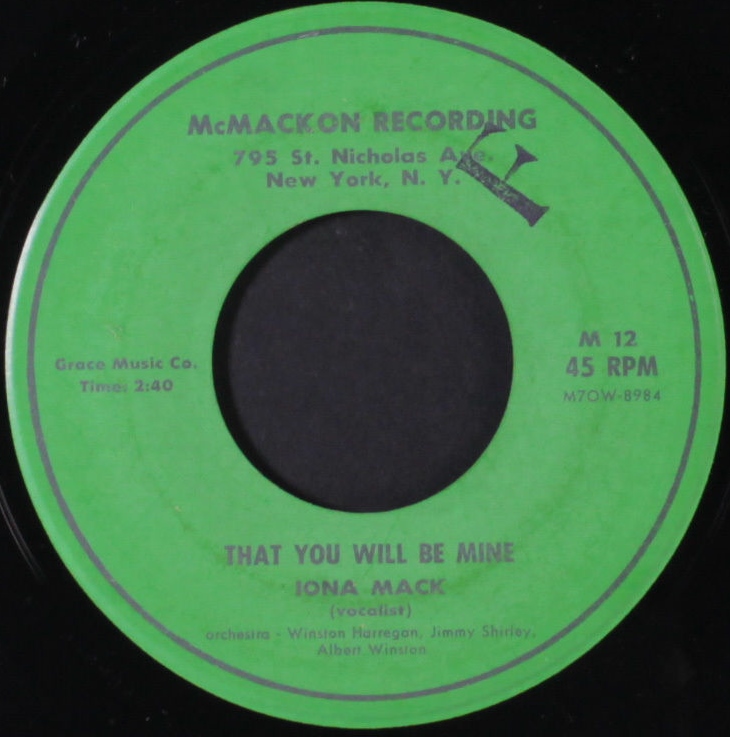 McMACKON RECORDING
795 St. Nicholas Ave.
New York, N. Y.
Grace Music Co.
Time: 2:40
M 12
45 RPM
M7OW-8984
THAT YOU WILL BE MINE
IONA MACK
(vocalist)
orchestra - Winston Harregan, Jimmy Shirley,
Albert Winston